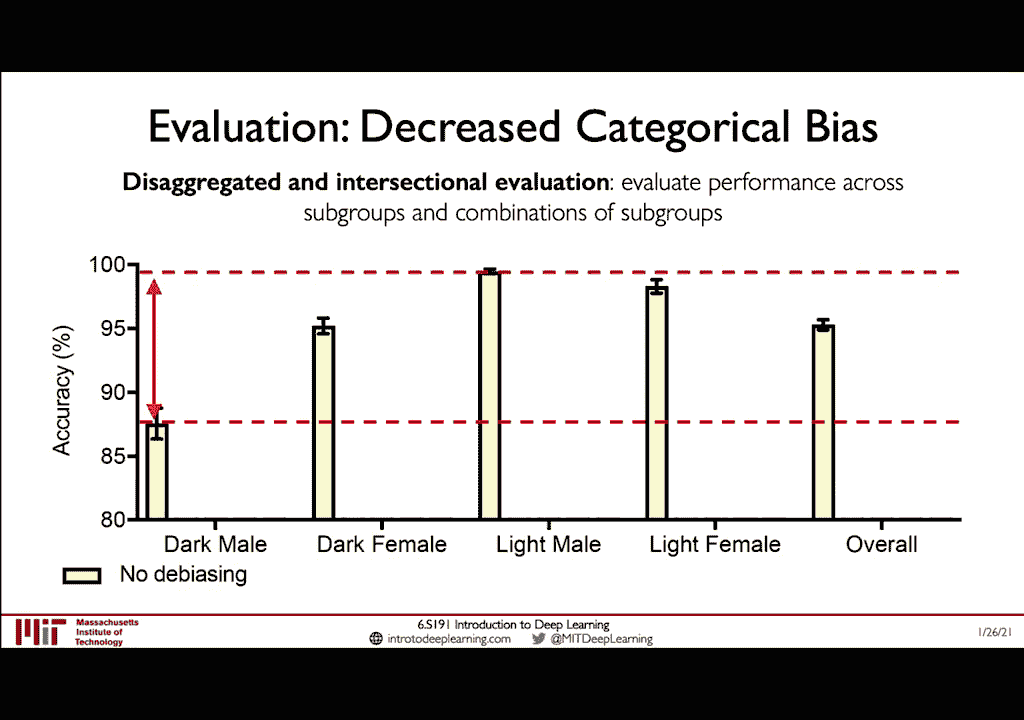 Evaluation: Decreased Categorical Bias
Disaggregated and intersectional evaluation: evaluate performance across
subgroups and combinations of subgroups
Accuracy (%)
100
95
90
85
80
Dark Male
Dark Female
Light Male
Light Female
Overall
No debiasing
Massachusetts
Institute of
Technology
6.S191 Introduction to Deep Learning
introtodeeplearning.com
@MITDeepLearning
1/26/21